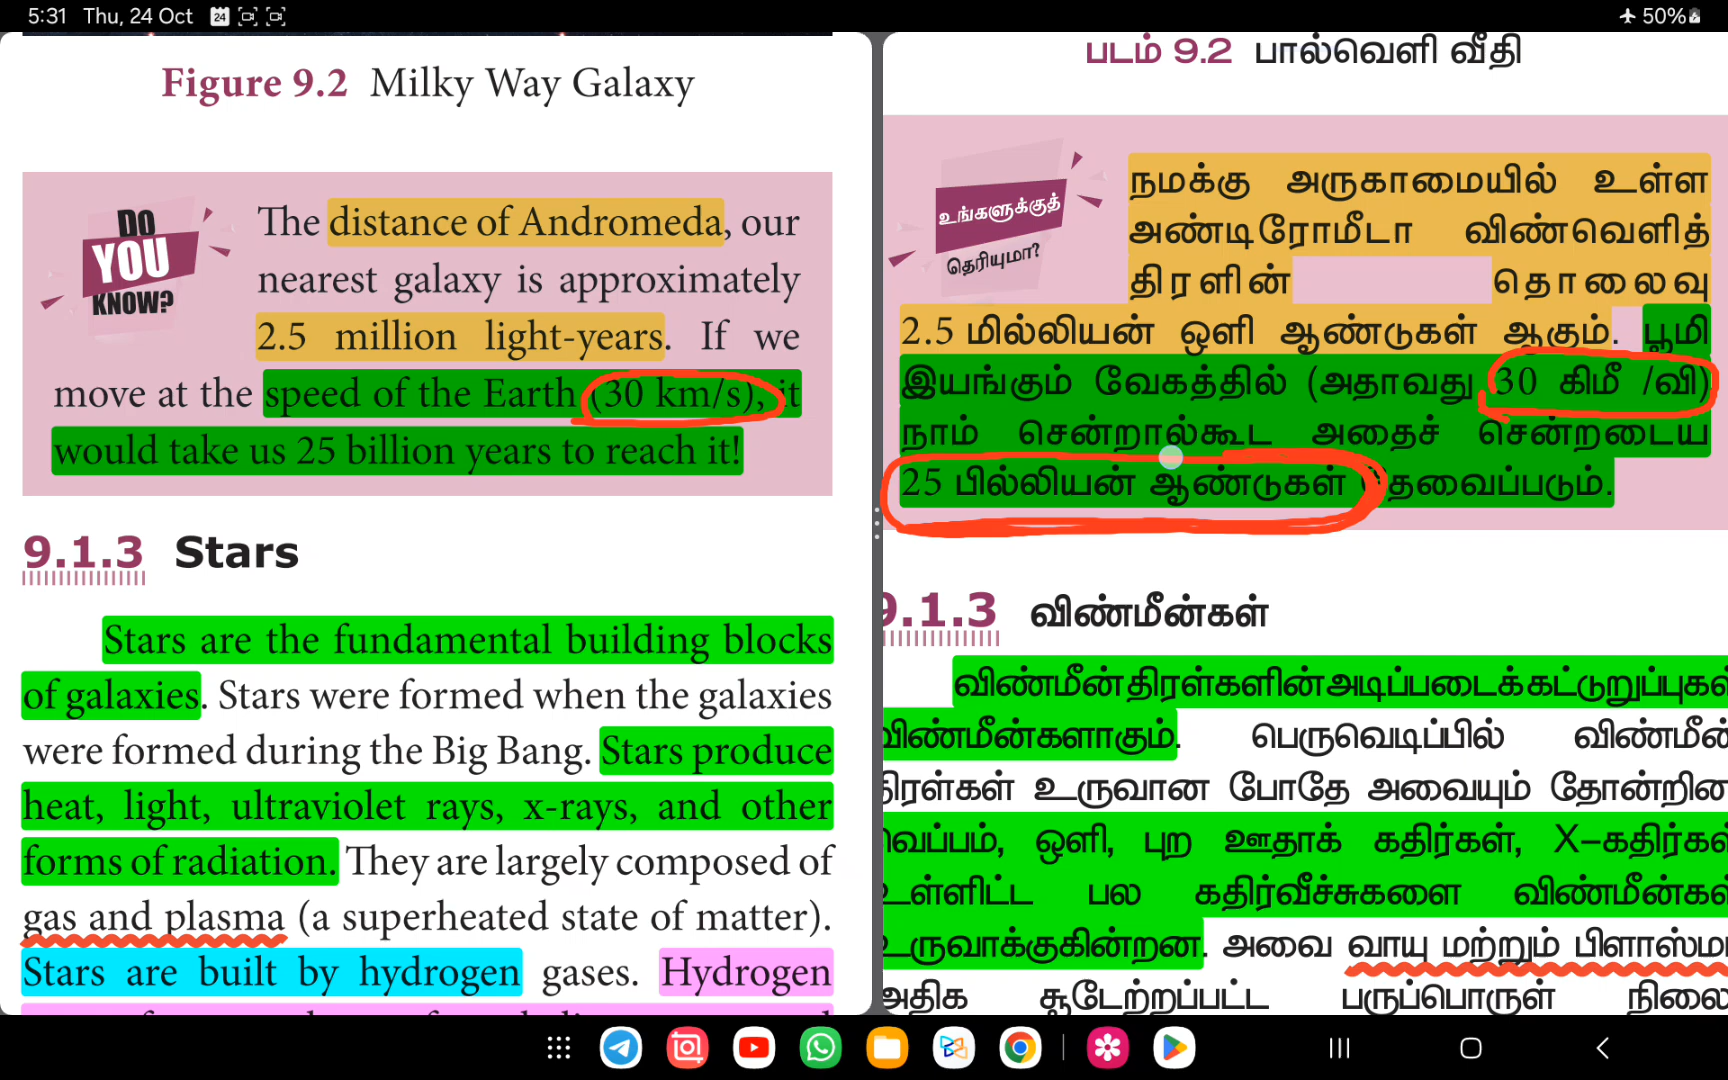 5:31 Thu, 24 Oct 24
50%
Figure 9.2 Milky Way Galaxy
DO
YOU
KNOW?
The distance of Andromeda, our
nearest galaxy is approximately
2.5 million light-years. If we
move at the speed of the Earth (30 km/s), it
would take us 25 billion years to reach it!
9.1.3 Stars
Stars are the fundamental building blocks
of galaxies. Stars were formed when the galaxies
were formed during the Big Bang. Stars produce
heat, light, ultraviolet rays, x-rays, and other
forms of radiation. They are largely composed of
gas and plasma (a superheated state of matter).
Stars are built by hydrogen gases. Hydrogen
படம் 9.2 பால்வெளி வீதி
உங்களுக்குத்
தெரியுமா?
நமக்கு அருகாமையில் உள்ள
அண்டிரோமீடா விண்வெளித்
திரளின் தொலைவு
2.5 மில்லியன் ஒளி ஆண்டுகள் ஆகும். பூமி
இயங்கும் வேகத்தில் (அதாவது 30 கிமீ /வி)
நாம் சென்றால்கூட அதைச் சென்றடைய
25 பில்லியன் ஆண்டுகள் தேவைப்படும்.
9.1.3 விண்மீன்கள்
விண்மீன்திரள்களின் அடிப்படைக் கட்டுறுப்புகள்
விண்மீன்களாகும். பெருவெடிப்பில் விண்மீன்
திரள்கள் உருவான போதே அவையும் தோன்றின
வெப்பம், ஒளி, புற ஊதாக் கதிர்கள், X–கதிர்கள்
உள்ளிட்ட பல கதிர்வீச்சுகளை விண்மீன்கள்
உருவாக்குகின்றன. அவை வாயு மற்றும் பிளாஸ்மா
அதிக சூடேற்றப்பட்ட பருப்பொருள் நிலை